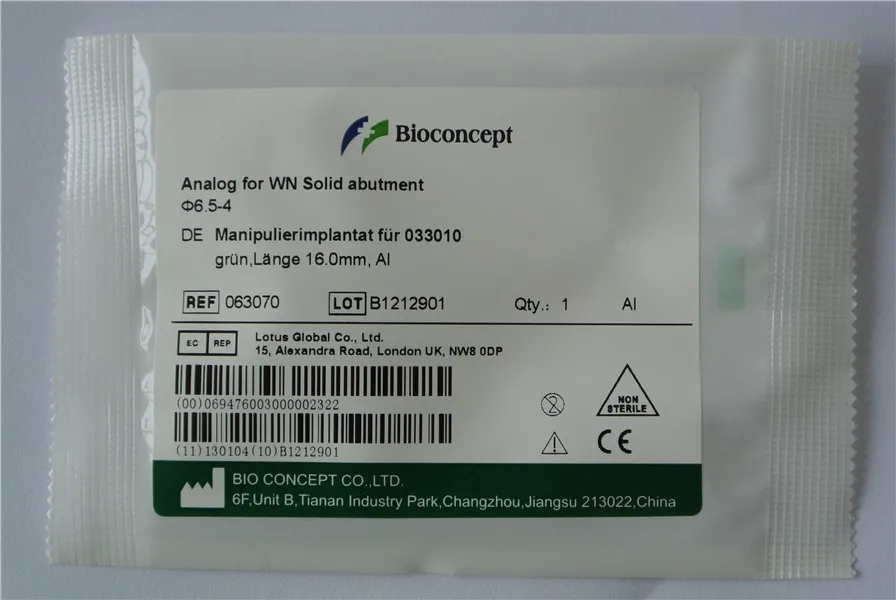 Bioconcept
Analog for WN Solid abutment
Φ6.5-4
DE Manipulierimplantat für 033010
grün,Länge 16.0mm, Al
REF 063070 LOT B1212901 Qty.: 1 Al
EC REP Lotus Global Co., Ltd.
15, Alexandra Road, London UK, NW8 0DP
(00)069476003000002322
(11)130104(10)B1212901
2
NON
STERILE
CE
BIO CONCEPT CO.,LTD.
6F,Unit B,Tianan Industry Park,Changzhou,Jiangsu 213022,China